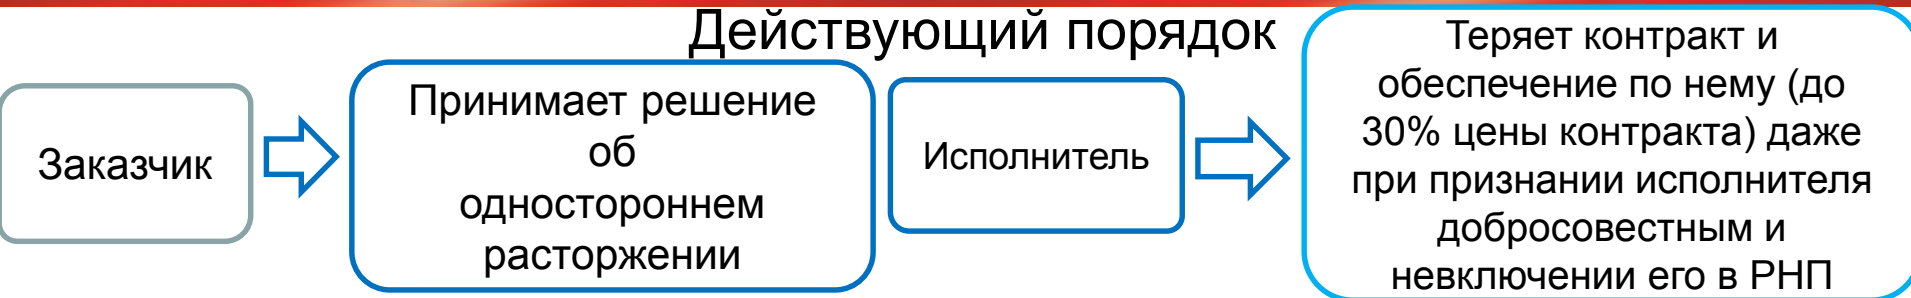 Действующий порядок
Заказчик
Принимает решение
об
одностороннем
расторжении
Исполнитель
Теряет контракт и
обеспечение по нему (до
30% цены контракта) даже
при признании исполнителя
добросовестным и
невключении его в РНП